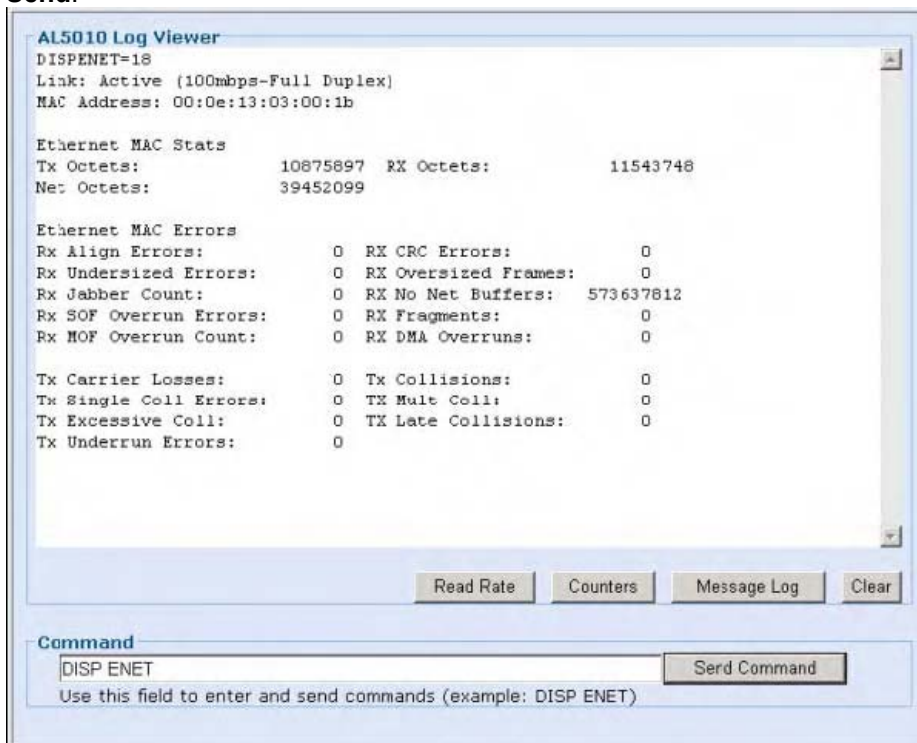 Send.
AL5010 Log Viewer
DISPENET=18
Link: Active (100mbps-Full Duplex)
MAC Address: 00:0e:13:03:00:1b
Ethernet MAC Stats
Tx Octets: 10875897 RX Octets: 11543748
Net Octets: 39452099
Ethernet MAC Errors
Rx Align Errors: 0 RX CRC Errors: 0
Rx Undersized Errors: 0 RX Oversized Frames: 0
Rx Jabber Count: 0 RX No Net Buffers: 573637812
Rx SOF Overrun Errors: 0 RX Fragments: 0
Rx MOF Overrun Count: 0 RX DMA Overruns: 0
Tx Carrier Losses: 0 Tx Collisions: 0
Tx Single Coll Errors: 0 TX Mult Coll: 0
Tx Excessive Coll: 0 TX Late Collisions: 0
Tx Underrun Errors: 0
Read Rate Counters Message Log Clear
Command
DISP ENET Send Command
Use this field to enter and send commands (example: DISP ENET)